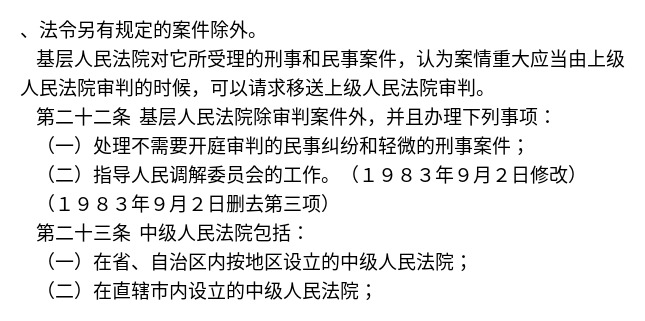 、法令另有规定的案件除外。
基层人民法院对它所受理的刑事和民事案件，认为案情重大应当由上级
人民法院审判的时候，可以请求移送上级人民法院审判。
第二十二条 基层人民法院除审判案件外，并且办理下列事项：
（一）处理不需要开庭审判的民事纠纷和轻微的刑事案件；
（二）指导人民调解委员会的工作。（１９８３年９月２日修改）
（１９８３年９月２日删去第三项）
第二十三条 中级人民法院包括：
（一）在省、自治区内按地区设立的中级人民法院；
（二）在直辖市内设立的中级人民法院；